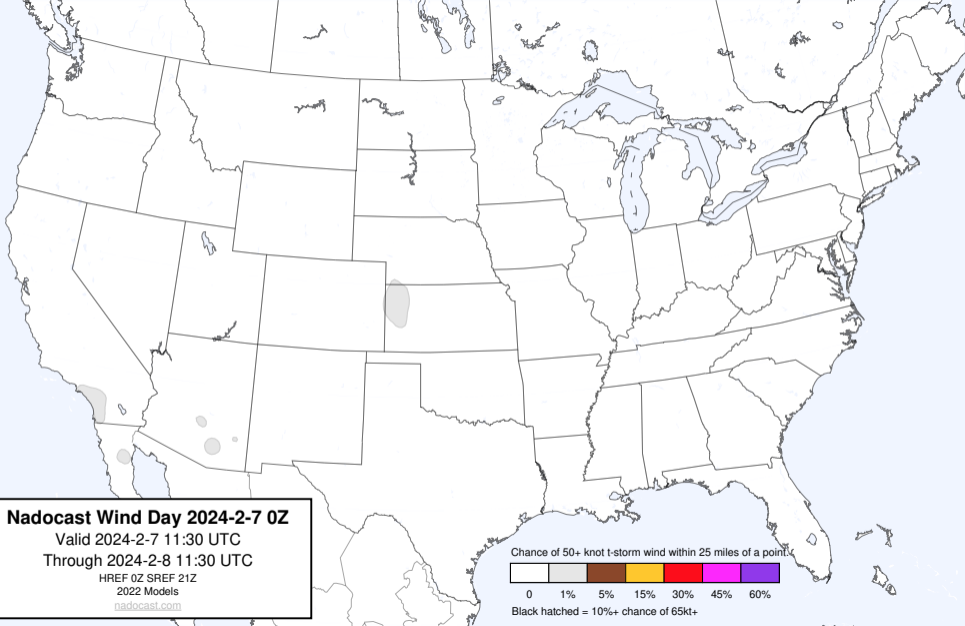 Nadocast Wind Day 2024-2-7 0Z
Valid 2024-2-7 11:30 UTC
Through 2024-2-8 11:30 UTC
HREF 0Z SREF 21Z
2022 Models
nadocast.com
Chance of 50+ knot t-storm wind within 25 miles of a point.
0 1% 5% 15% 30% 45% 60%
Black hatched = 10%+ chance of 65kt+